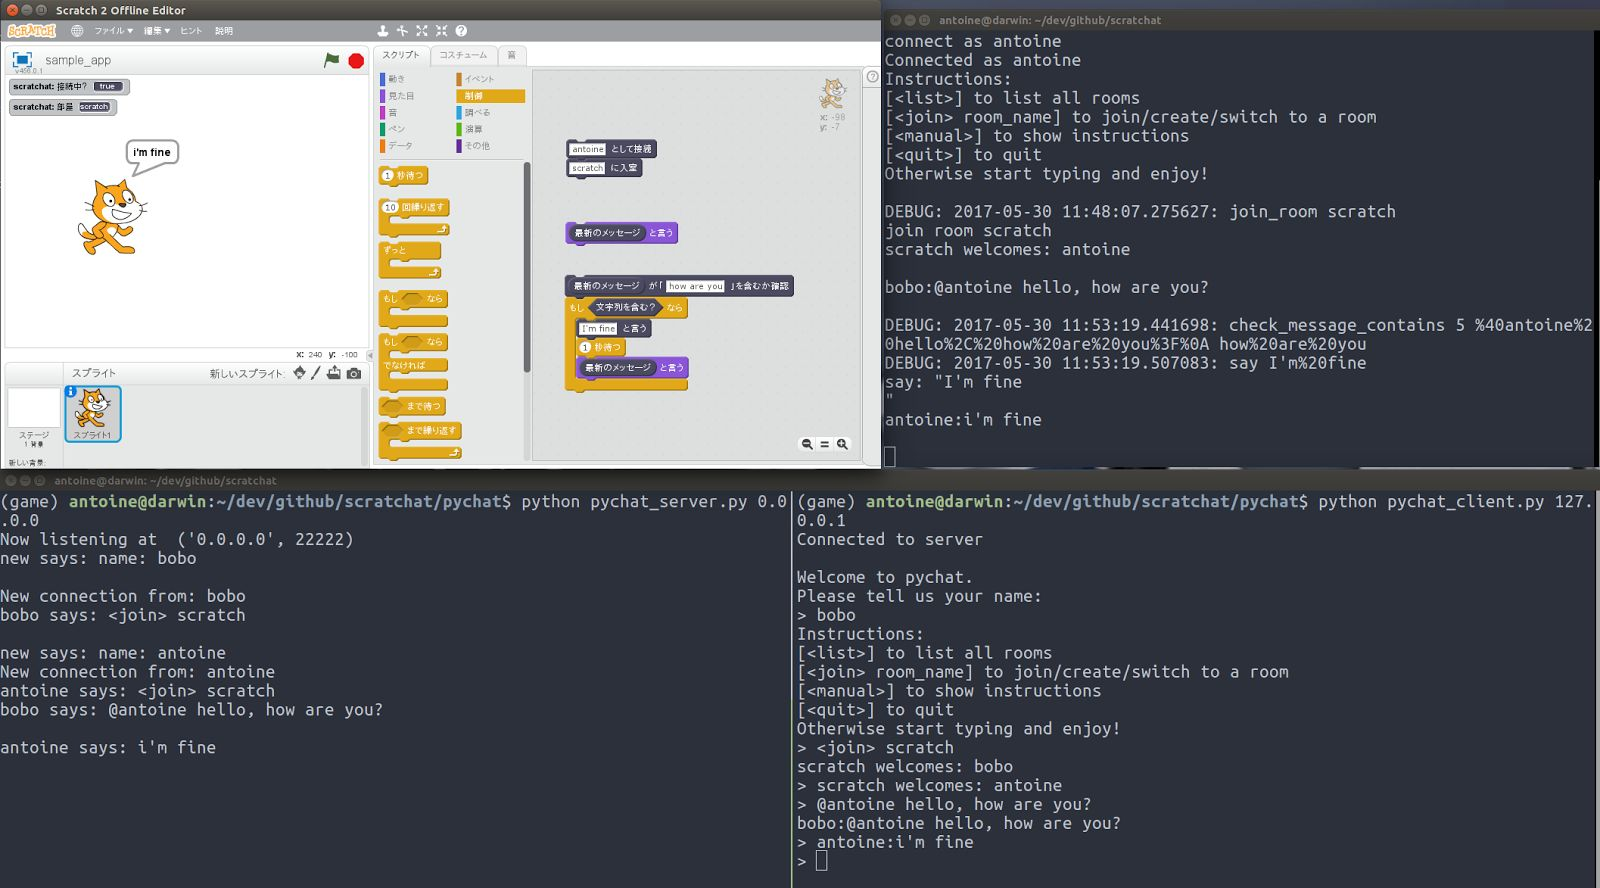 Scratch 2 Offline Editor
SCRATCH ファイル▼ 編集▼ ヒント 説明
sample_app
v456.0.1
scratchat: 接続中? true
scratchat: 部屋 scratch
i'm fine
x: 240 y: -100
スプライト 新しいスプライト:
ステージ
1 背景
新しい背景:
スプライト1
スクリプト コスチューム 音
動き イベント
見た目 制御
音 調べる
ペン 演算
データ その他
1 秒待つ
10 回繰り返す
ずっと
もし なら
もし なら
でなければ
まで待つ
まで繰り返す
x: -98
y: -7
antoine として接続
scratch に入室
最新のメッセージ と言う
最新のメッセージ が「 how are you 」を含むか確認
もし 文字列を含む? なら
I'm fine と言う
1 秒待つ
最新のメッセージ と言う
antoine@darwin: ~/dev/github/scratchat
connect as antoine
Connected as antoine
Instructions:
[<list>] to list all rooms
[<join> room_name] to join/create/switch to a room
[<manual>] to show instructions
[<quit>] to quit
Otherwise start typing and enjoy!
DEBUG: 2017-05-30 11:48:07.275627: join_room scratch
join room scratch
scratch welcomes: antoine
bobo:@antoine hello, how are you?
DEBUG: 2017-05-30 11:53:19.441698: check_message_contains 5 %40antoine%2
0hello%2C%20how%20are%20you%3F%0A how%20are%20you
DEBUG: 2017-05-30 11:53:19.507083: say I'm%20fine
say: "I'm fine
"
antoine:i'm fine
antoine@darwin: ~/dev/github/scratchat
(game) antoine@darwin:~/dev/github/scratchat/pychat$ python pychat_server.py 0.0
.0.0
Now listening at  ('0.0.0.0', 22222)
new says: name: bobo
New connection from: bobo
bobo says: <join> scratch
new says: name: antoine
New connection from: antoine
antoine says: <join> scratch
bobo says: @antoine hello, how are you?
antoine says: i'm fine
(game) antoine@darwin:~/dev/github/scratchat/pychat$ python pychat_client.py 127.
0.0.1
Connected to server
Welcome to pychat.
Please tell us your name:
> bobo
Instructions:
[<list>] to list all rooms
[<join> room_name] to join/create/switch to a room
[<manual>] to show instructions
[<quit>] to quit
Otherwise start typing and enjoy!
> <join> scratch
scratch welcomes: bobo
> scratch welcomes: antoine
> @antoine hello, how are you?
bobo:@antoine hello, how are you?
> antoine:i'm fine
>